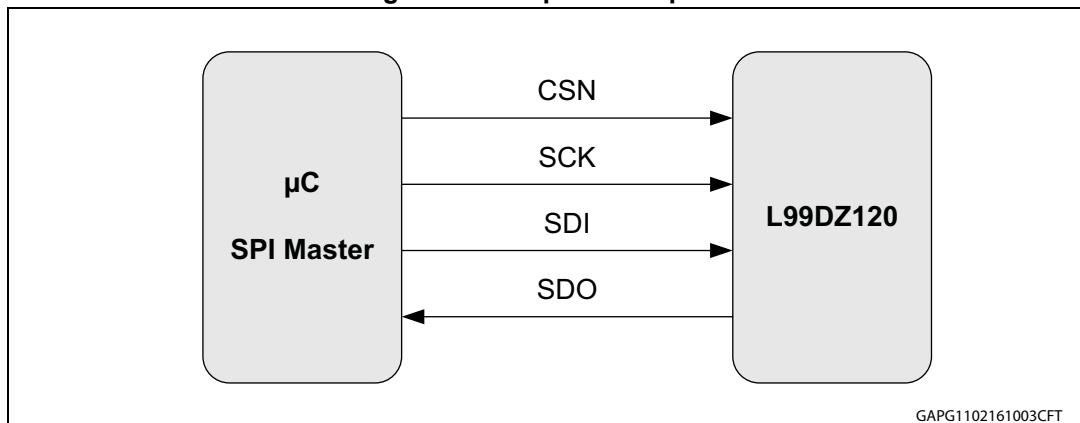 CSN
SCK
SDI
SDO
µC
SPI Master
L99DZ120
GAPG1102161003CFT